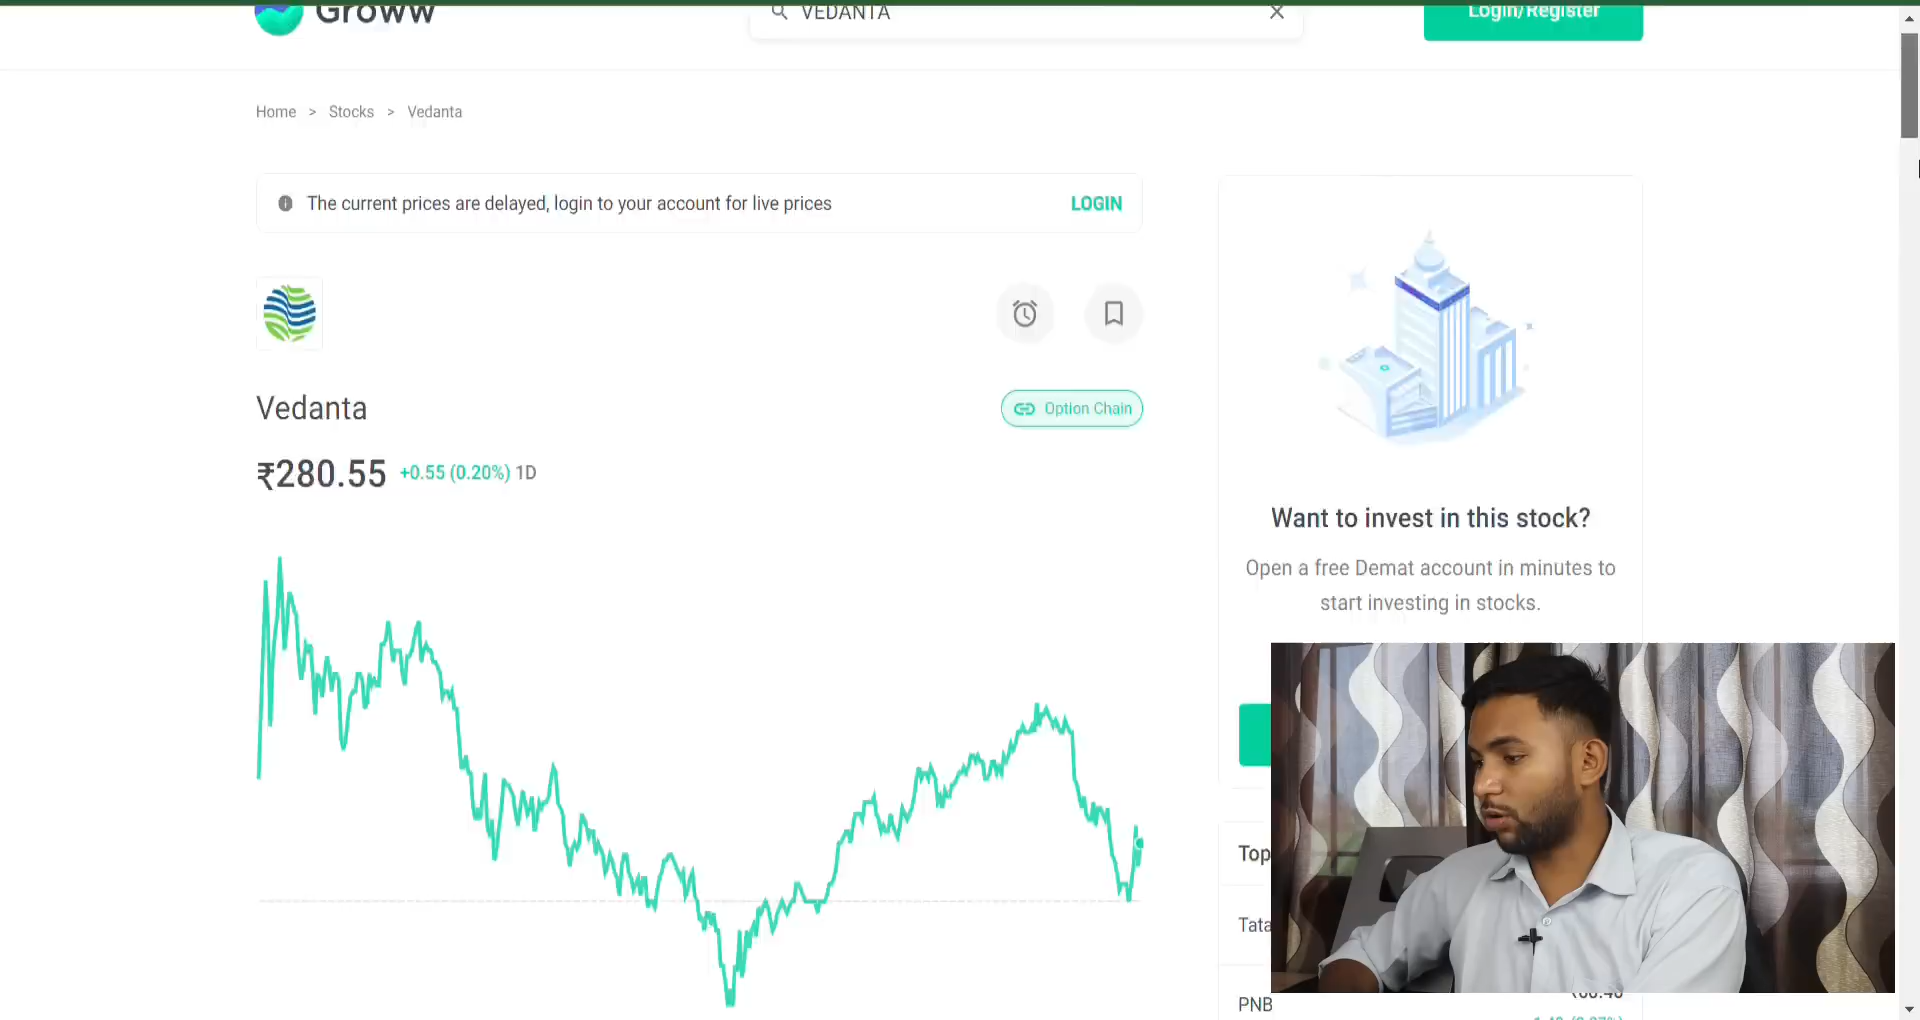 Groww
VEDANTA
Login/Register
Home > Stocks > Vedanta
The current prices are delayed, login to your account for live prices
LOGIN
Vedanta
Option Chain
₹280.55 +0.55 (0.20%) 1D
Want to invest in this stock?
Open a free Demat account in minutes to
start investing in stocks.
Top
Tata
PNB